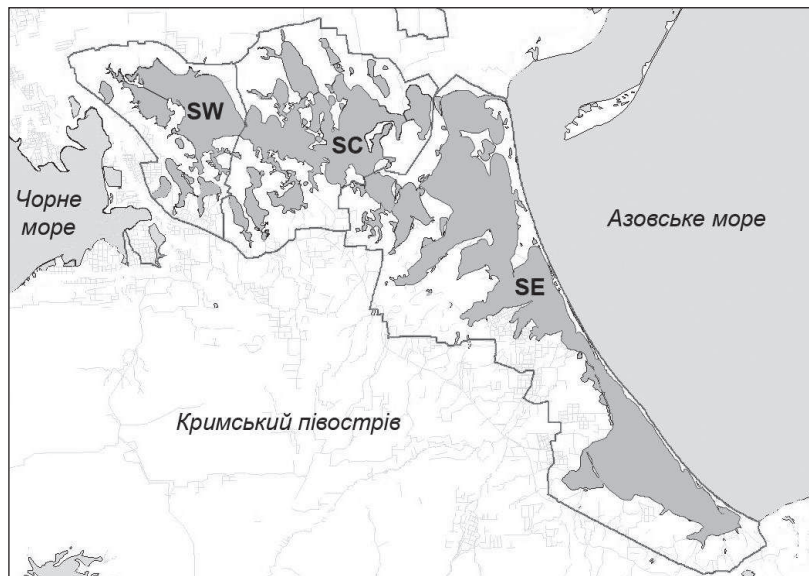 SW
SC
Чорне
море
Азовське море
SE
Кримський півострів